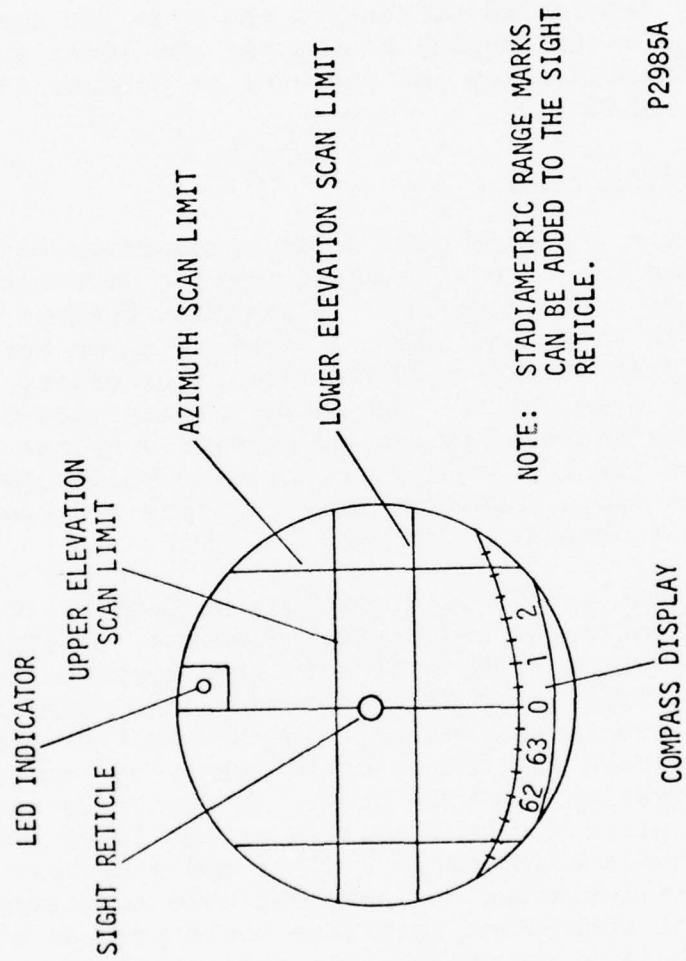 LED INDICATOR
UPPER ELEVATION
SCAN LIMIT
SIGHT RETICLE
AZIMUTH SCAN LIMIT
LOWER ELEVATION SCAN LIMIT
62 63 0 1 2
COMPASS DISPLAY
NOTE: STADIAMETRIC RANGE MARKS
CAN BE ADDED TO THE SIGHT
RETICLE.
P2985A